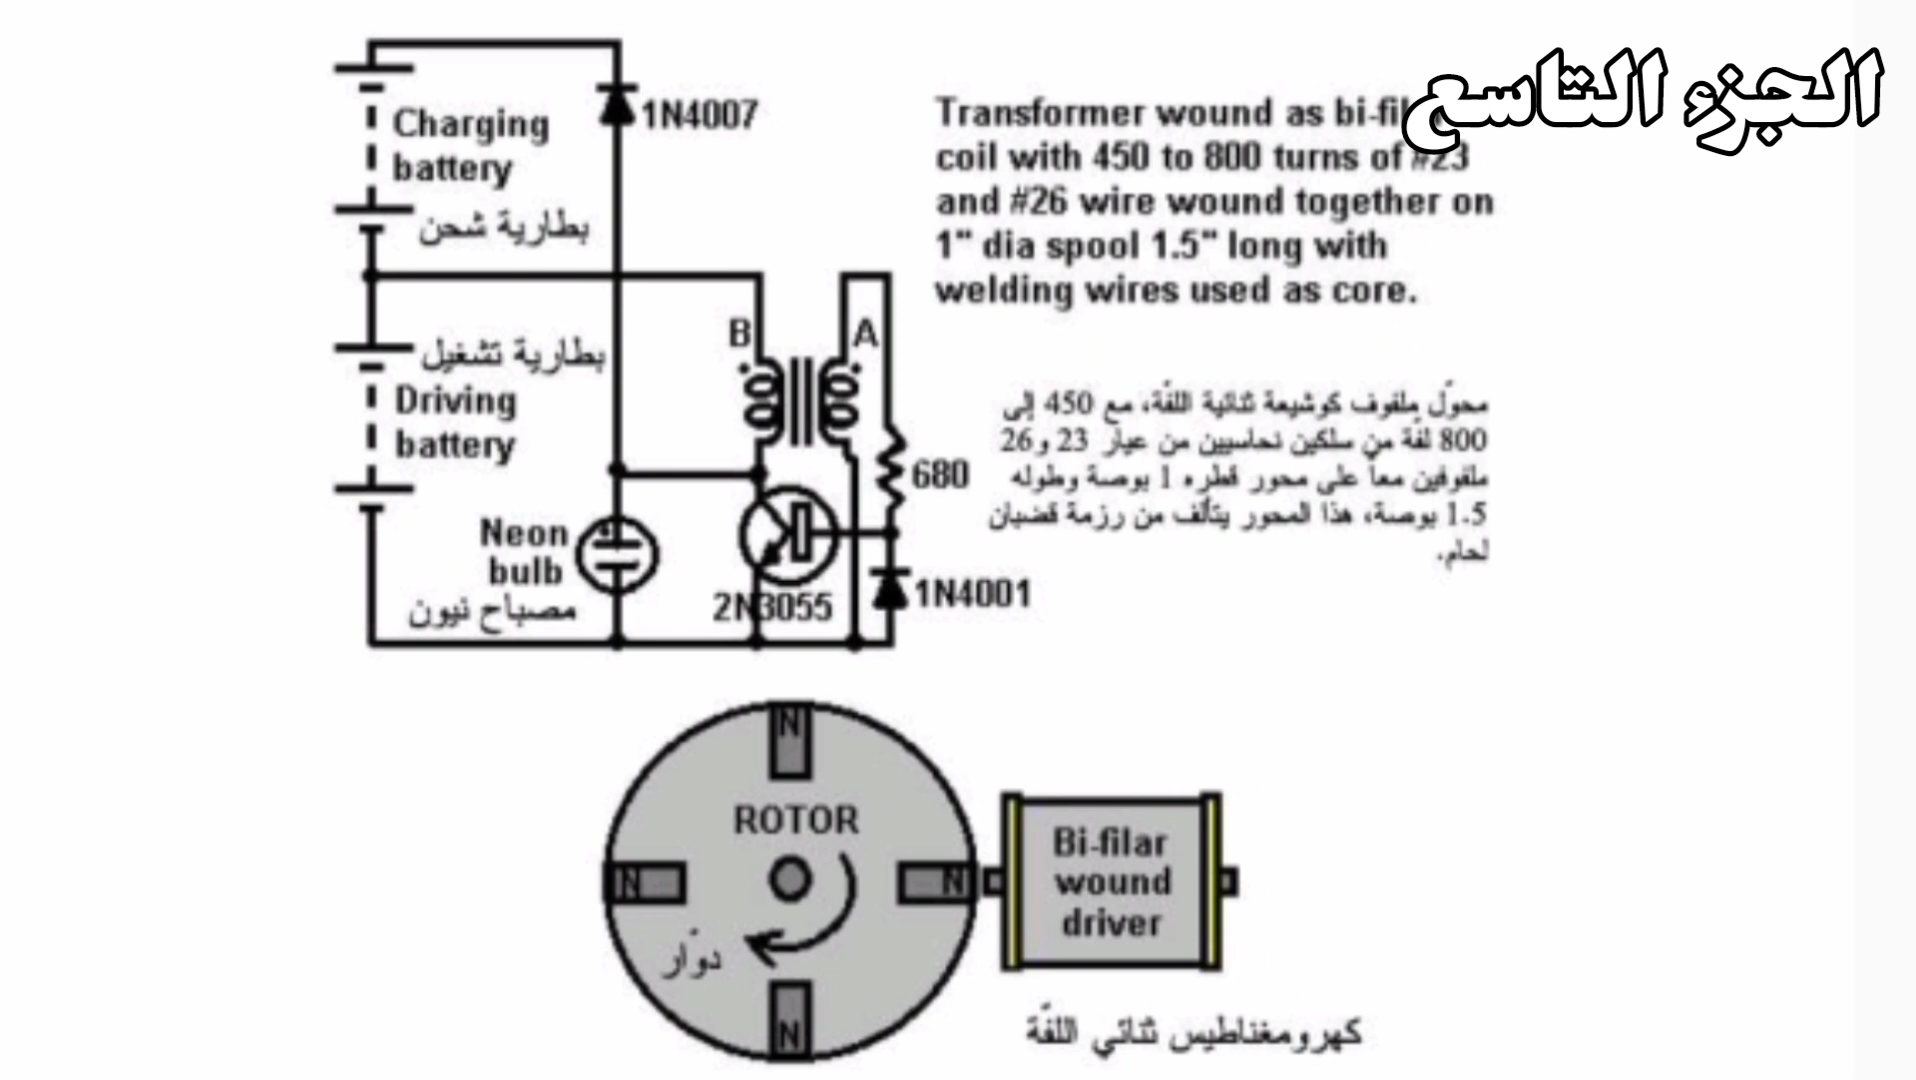 الجزء التاسع
1N4007
Charging
battery
بطارية شحن
Transformer wound as bi-fil
coil with 450 to 800 turns of #23
and #26 wire wound together on
1" dia spool 1.5" long with
welding wires used as core.
B
A
بطارية تشغيل
Driving
battery
محوّل ملفوف كوشيعة ثنائية اللفّة، مع 450 إلى
800 لفّة من سلكين نحاسيين من عيار 23 و 26
ملفوفين معاً على محور قطره 1 بوصة وطوله
1.5 بوصة، هذا المحور يتألف من رزمة قضبان
لحام.
680
Neon
bulb
مصباح نيون
2N3055
1N4001
N
ROTOR
N
N
دوّار
N
Bi-filar
wound
driver
كهرومغناطيس ثنائي اللفّة